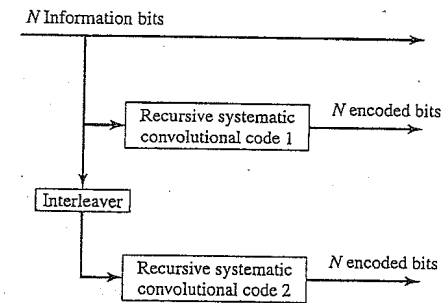 N Information bits
Recursive systematic
convolutional code 1
N encoded bits
Interleaver
Recursive systematic
convolutional code 2
N encoded bits